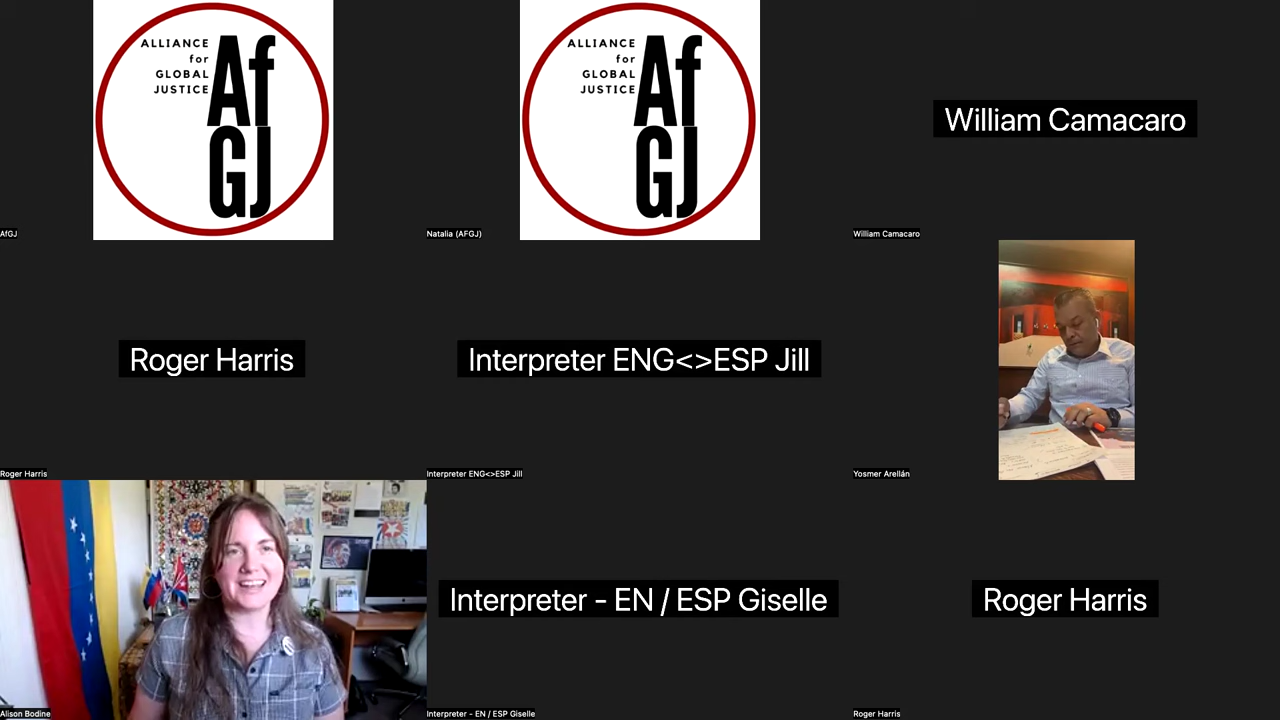 ALLIANCE
for
GLOBAL
JUSTICE
Af
GJ
AfGJ
ALLIANCE
for
GLOBAL
JUSTICE
Af
GJ
Natalia (AFGJ)
William Camacaro
William Camacaro
Roger Harris
Roger Harris
Interpreter ENG<>ESP Jill
Interpreter ENG<>ESP Jill
Yosmer Arellán
Alison Bodine
Interpreter - EN / ESP Giselle
Interpreter - EN / ESP Giselle
Roger Harris
Roger Harris